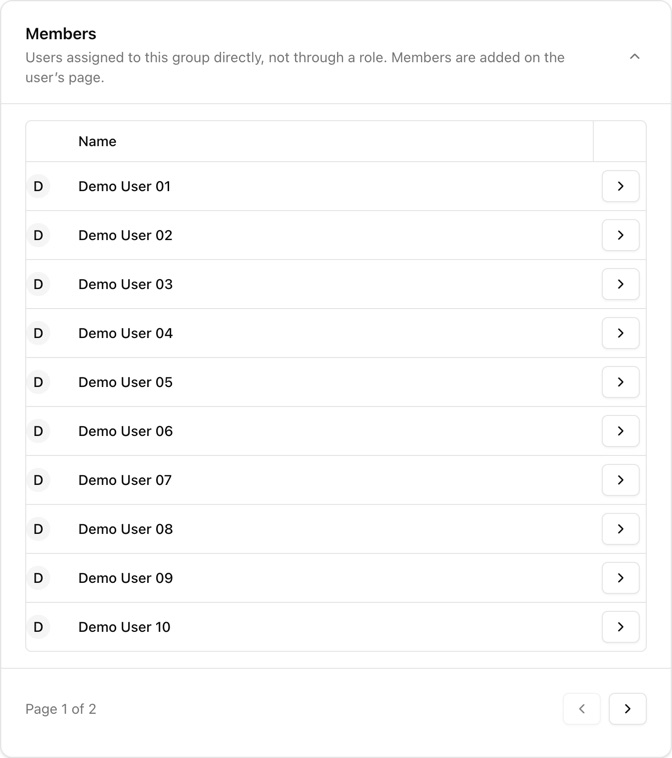 Members
Users assigned to this group directly, not through a role. Members are added on the
user’s page.
Name
D Demo User 01
D Demo User 02
D Demo User 03
D Demo User 04
D Demo User 05
D Demo User 06
D Demo User 07
D Demo User 08
D Demo User 09
D Demo User 10
Page 1 of 2